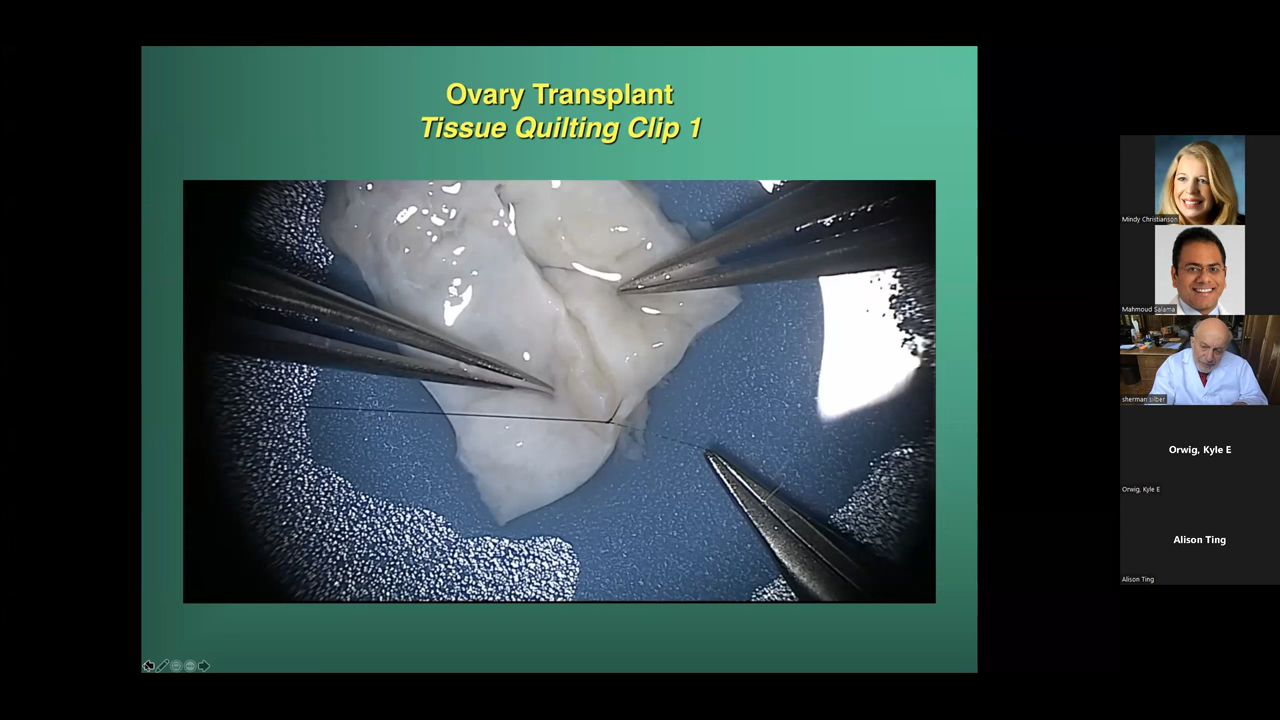 Ovary Transplant
Tissue Quilting Clip 1
Mindy Christianson
Mahmoud Salama
sherman silber
Orwig, Kyle E
Orwig, Kyle E
Alison Ting
Alison Ting